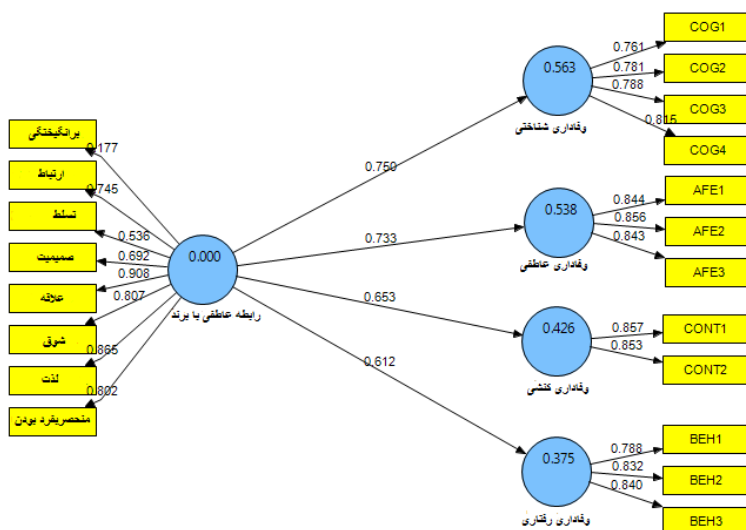 برانگیختگی
0.177
ارتباط
0.745
تسلط
0.536
صمیمیت
0.692
علاقه
0.908
شوق
0.807
لذت
0.865
منحصربفرد بودن
0.802
0.000
رابطه عاطفی با برند
0.750
0.733
0.653
0.612
0.563
وفاداری شناختی
0.761
COG1
0.781
COG2
0.788
COG3
0.815
COG4
0.538
وفاداری عاطفی
0.844
AFE1
0.856
AFE2
0.843
AFE3
0.426
وفاداری کنشی
0.857
CONT1
0.853
CONT2
0.375
وفاداری رفتاری
0.788
BEH1
0.832
BEH2
0.840
BEH3